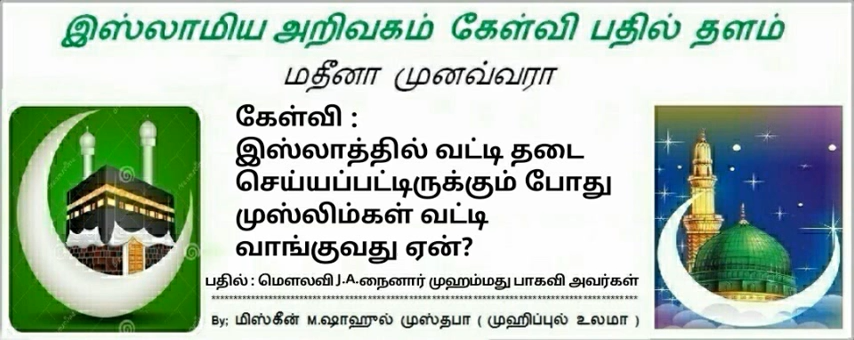 இஸ்லாமிய அறிவகம் கேள்வி பதில் தளம்
மதீனா முனவ்வரா
கேள்வி :
இஸ்லாத்தில் வட்டி தடை
செய்யப்பட்டிருக்கும் போது
முஸ்லிம்கள் வட்டி
வாங்குவது ஏன்?
பதில் : மௌலவி J.A.நைனார் முஹம்மது பாகவி அவர்கள்
By; மிஸ்கீன் M.ஷாஹுல் முஸ்தபா ( முஹிப்புல் உலமா )